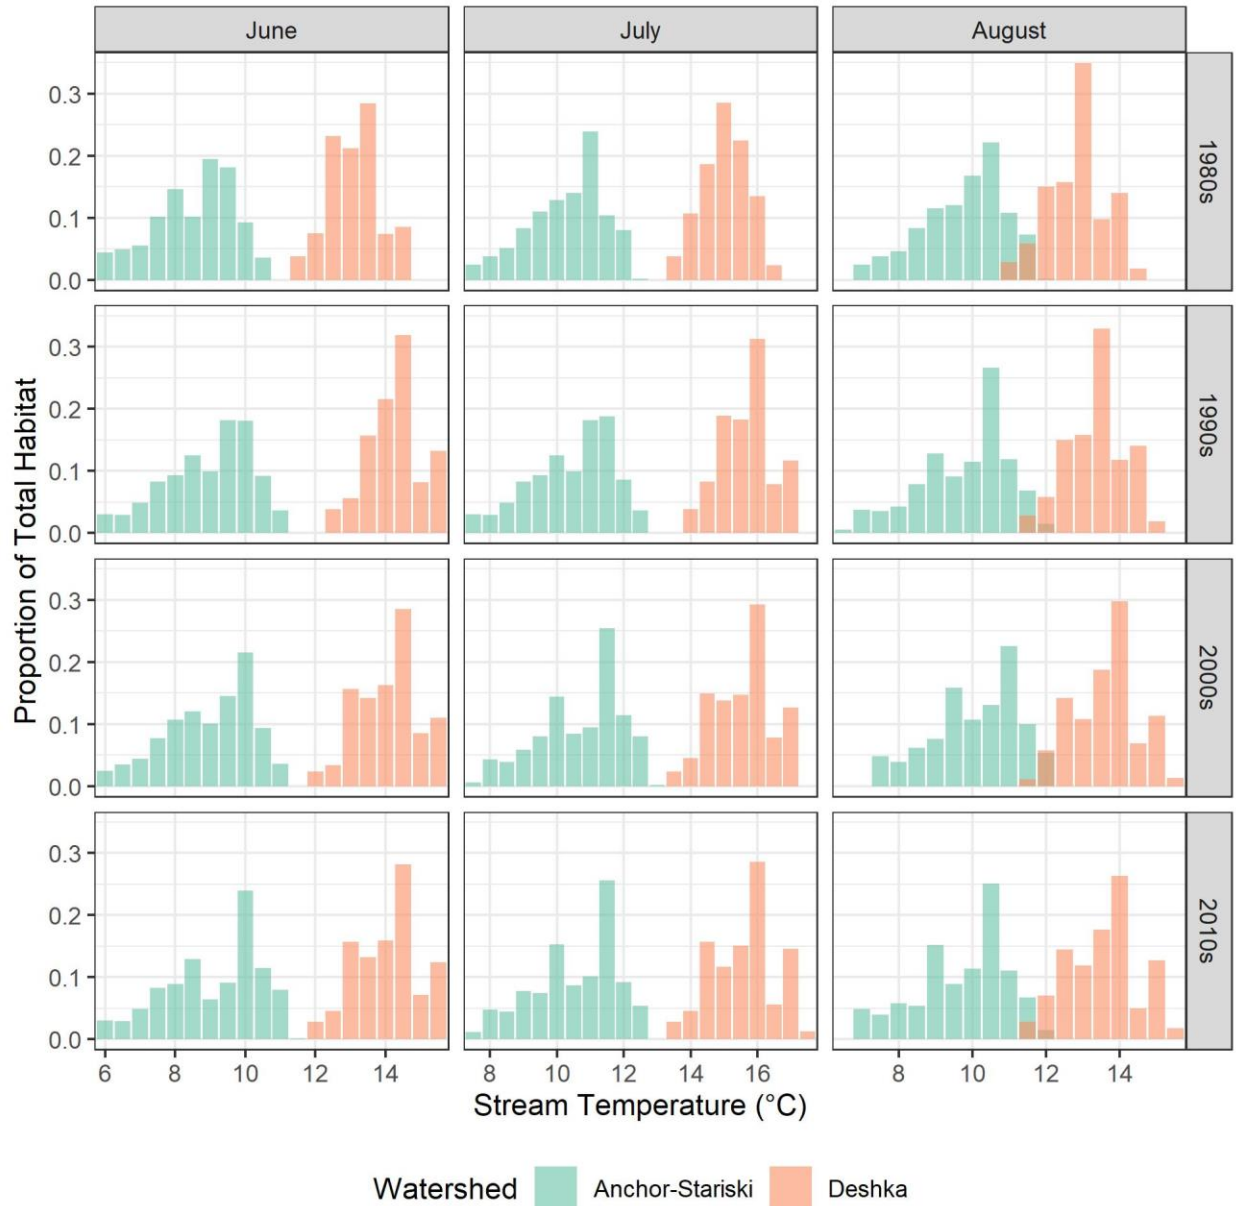 June July August
0.3
0.2
0.1
0.0
1980s
0.3
0.2
0.1
0.0
1990s
Proportion of Total Habitat
0.3
0.2
0.1
0.0
2000s
0.3
0.2
0.1
0.0
2010s
6 8 10 12 14 8 10 12 14 16 8 10 12 14
Stream Temperature (°C)
Watershed Anchor-Stariski Deshka